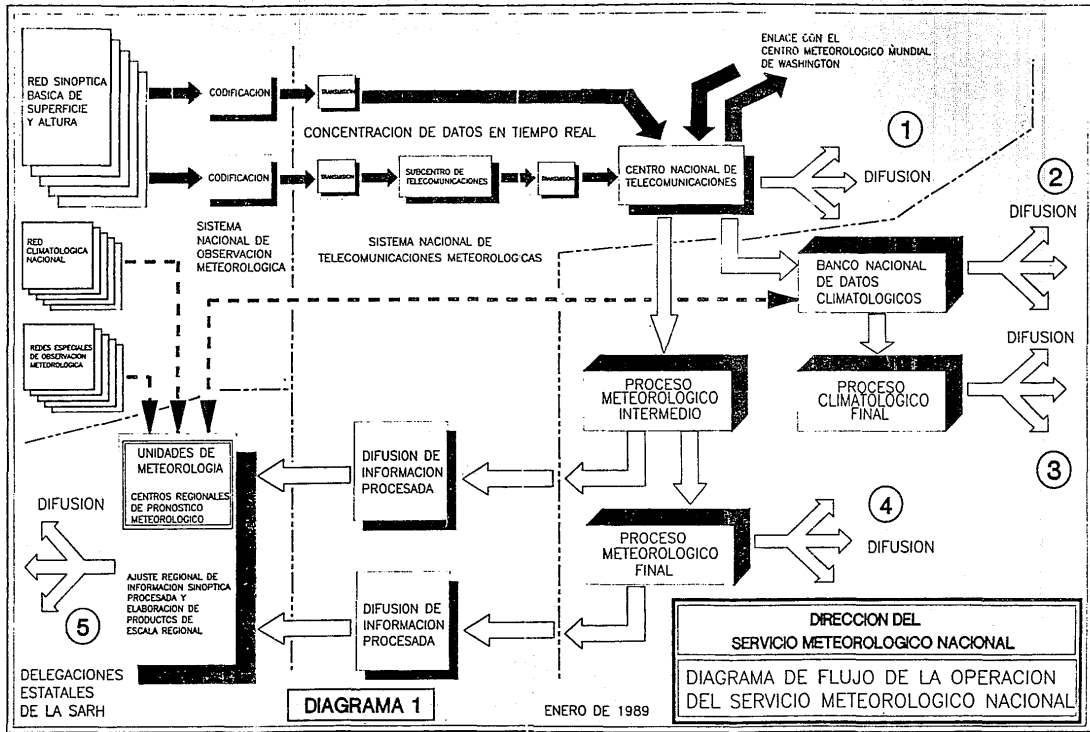 RED SINOPTICA
BASICA DE
SUPERFICIE
Y ALTURA
CODIFICACION
TRANSMISION
ENLACE CON EL
CENTRO METEOROLOGICO MUNDIAL
DE WASHINGTON
CONCENTRACION DE DATOS EN TIEMPO REAL
1
CODIFICACION
TRANSMISION
SUBCENTRO DE
TELECOMUNICACIONES
TRANSMISION
CENTRO NACIONAL DE
TELECOMUNICACIONES
DIFUSION
2
DIFUSION
RED
CLIMATOLOGICA
NACIONAL
SISTEMA
NACIONAL DE
OBSERVACION
METEOROLOGICA
SISTEMA NACIONAL DE
TELECOMUNICACIONES METEOROLOGICAS
BANCO NACIONAL
DE DATOS
CLIMATOLOGICOS
REDES ESPECIALES
DE OBSERVACION
METEOROLOGICA
DIFUSION
PROCESO
METEOROLOGICO
INTERMEDIO
PROCESO
CLIMATOLOGICO
FINAL
3
UNIDADES DE
METEOROLOGIA
CENTROS REGIONALES
DE PRONOSTICO
METEOROLOGICO
DIFUSION DE
INFORMACION
PROCESADA
4
DIFUSION
DIFUSION
PROCESO
METEOROLOGICO
FINAL
AJUSTE REGIONAL DE
INFORMACION SINOPTICA
PROCESADA Y
ELABORACION DE
PRODUCTOS DE
ESCALA REGIONAL
5
DIFUSION DE
INFORMACION
PROCESADA
DELEGACIONES
ESTATALES
DE LA SARH
DIAGRAMA 1
ENERO DE 1989
DIRECCION DEL
SERVICIO METEOROLOGICO NACIONAL
DIAGRAMA DE FLUJO DE LA OPERACION
DEL SERVICIO METEOROLOGICO NACIONAL